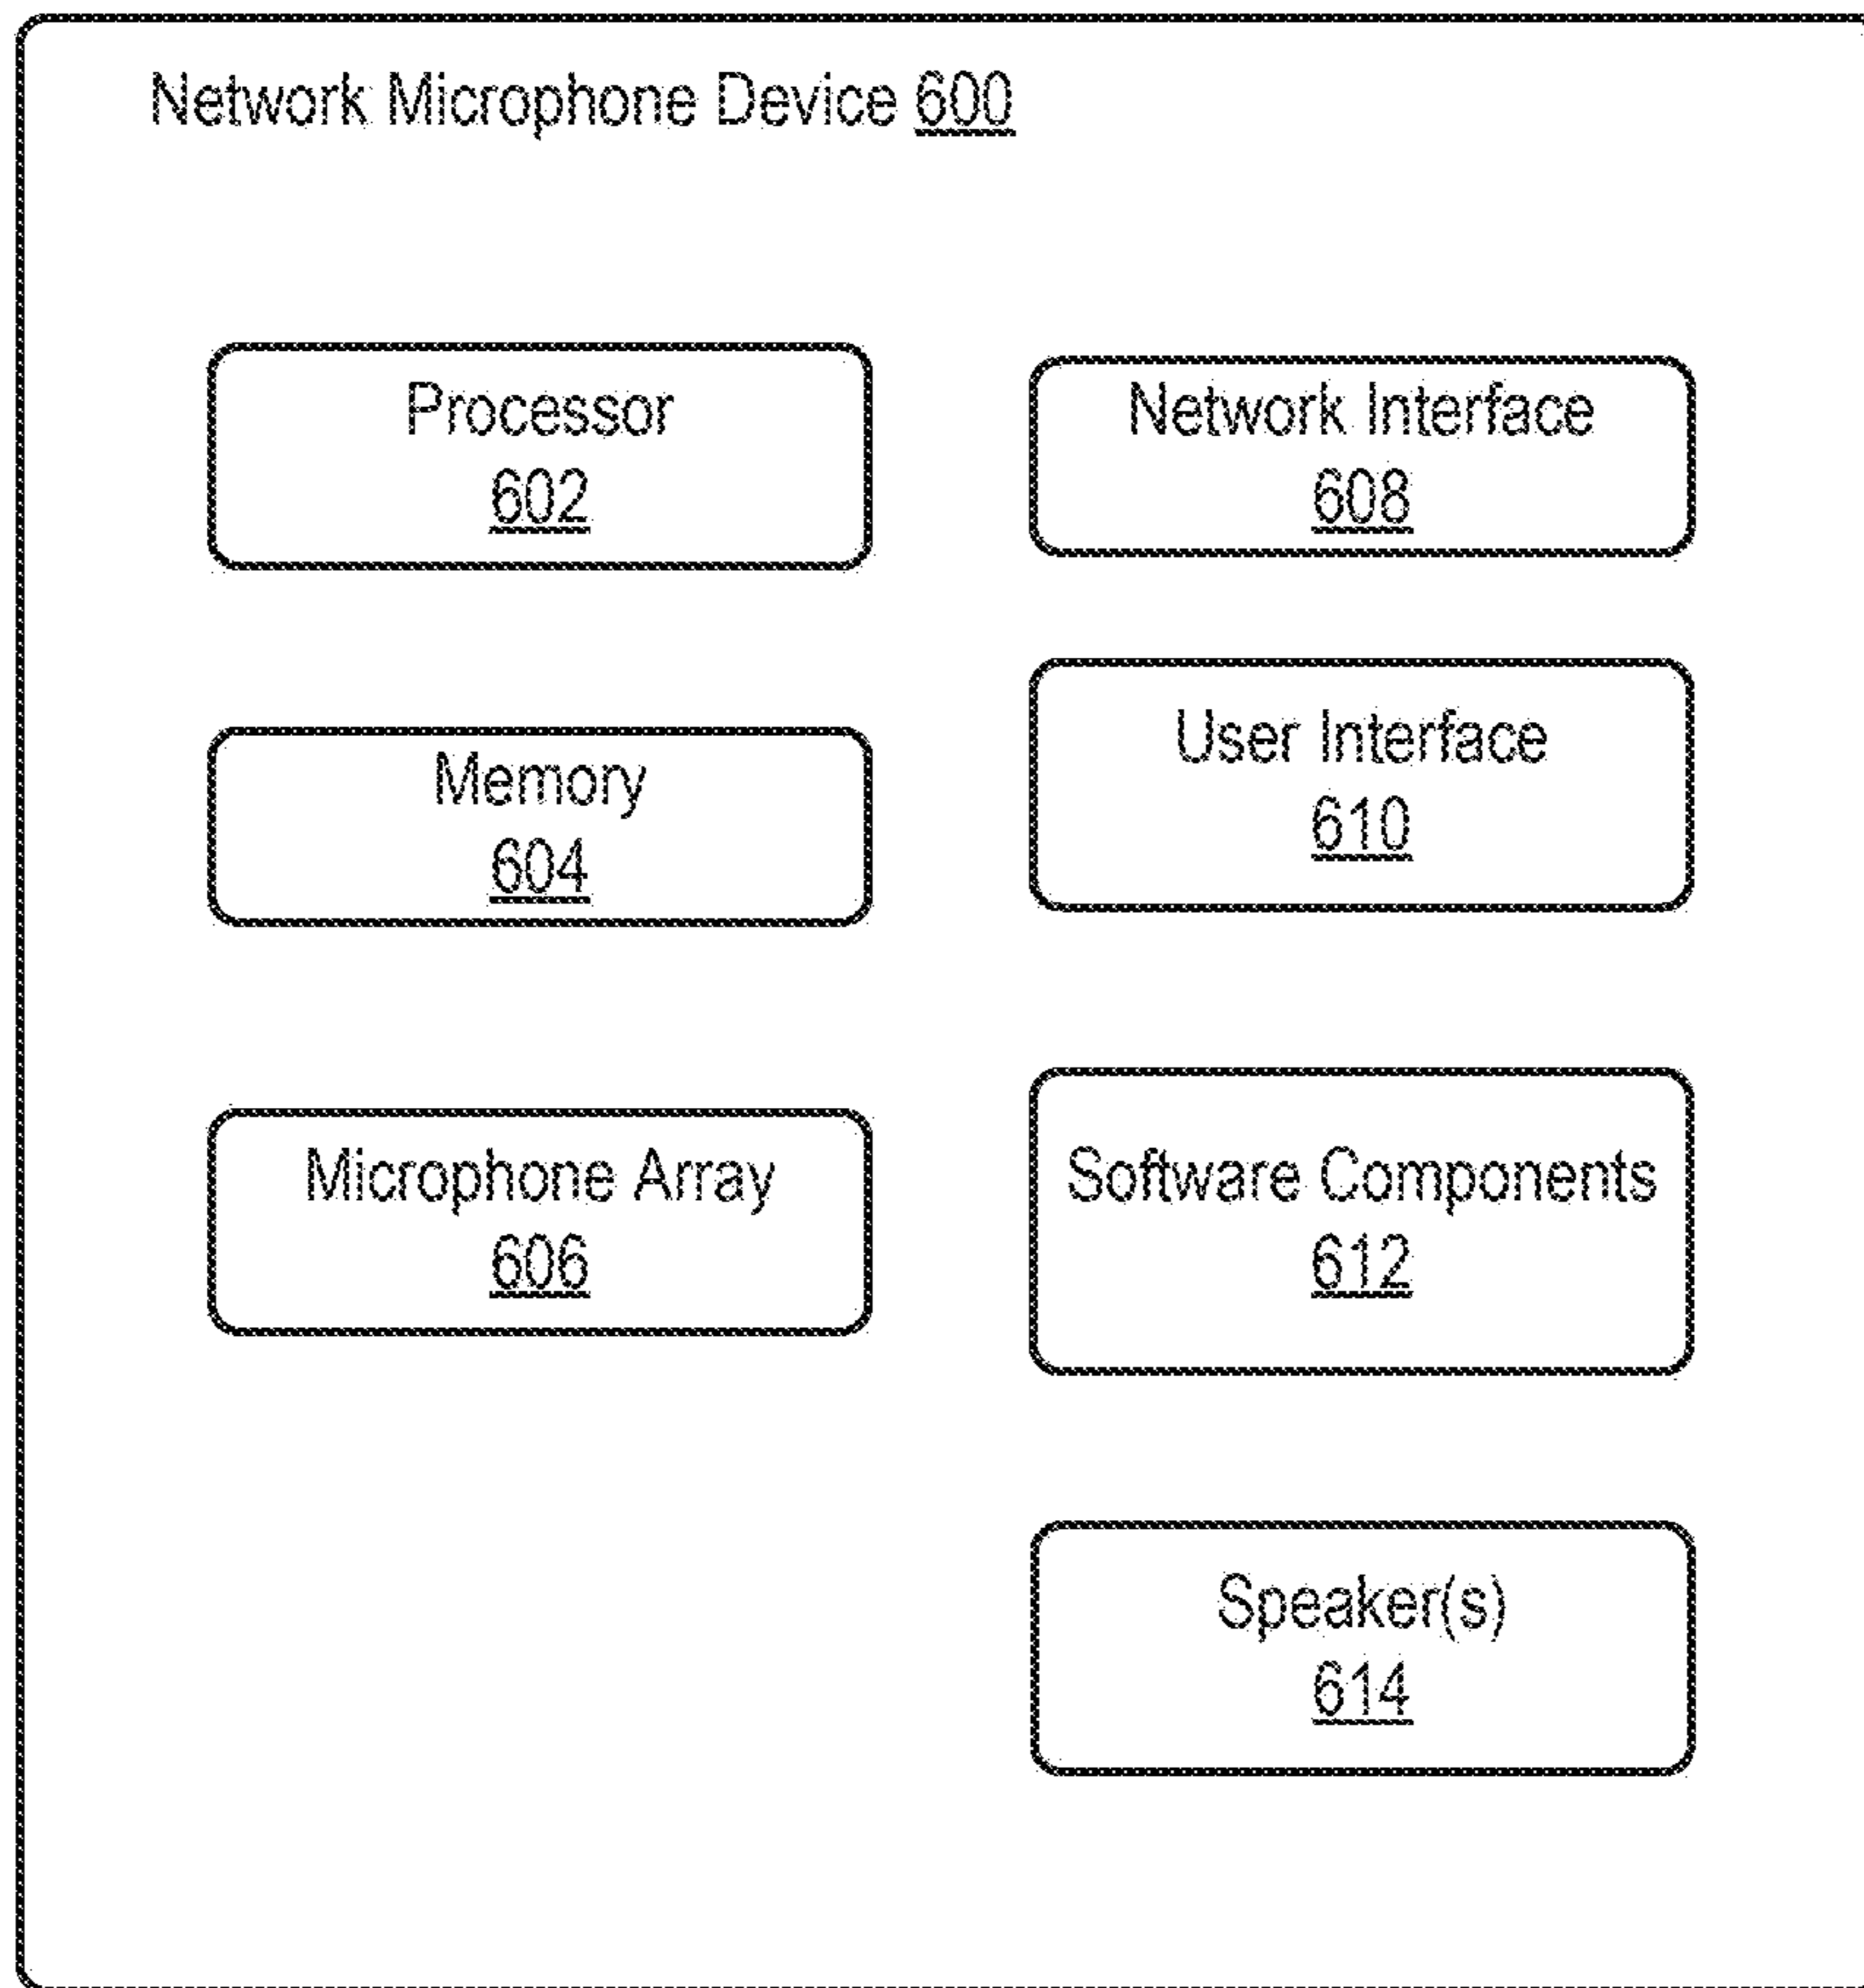 Network Microphone Device 600
Processor
602
Network Interface
608
Memory
604
User Interface
610
Microphone Array
606
Software Components
612
Speaker(s)
614